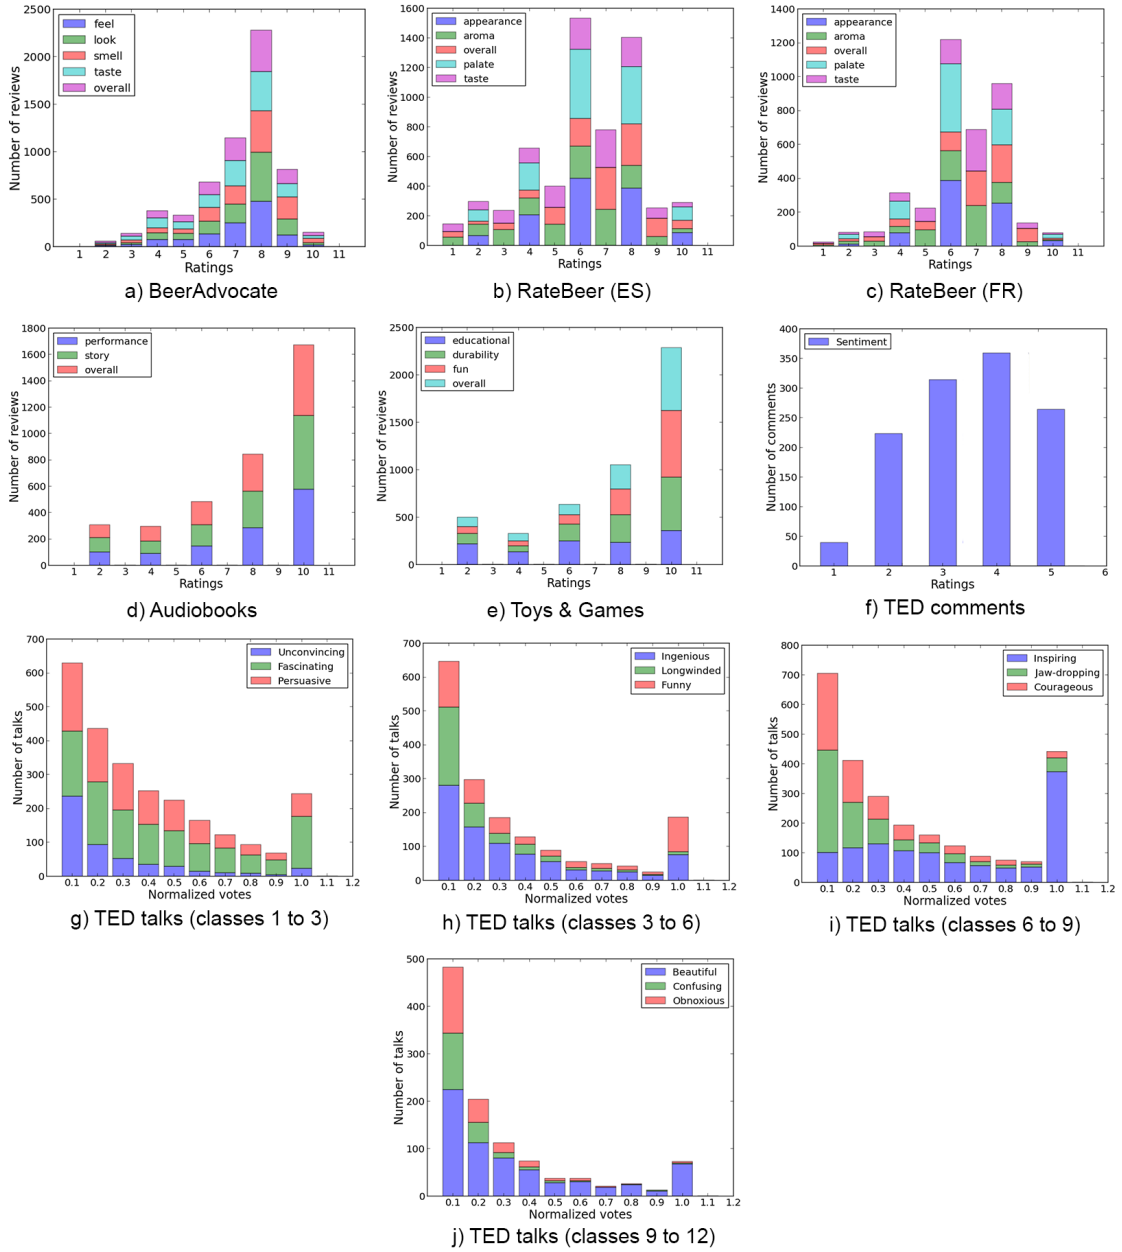 2500
2000
1500
1000
500
0
Number of reviews
feel
look
smell
taste
overall
1 2 3 4 5 6 7 8 9 10 11
Ratings
a) BeerAdvocate
1600
1400
1200
1000
800
600
400
200
0
Number of reviews
appearance
aroma
overall
palate
taste
1 2 3 4 5 6 7 8 9 10 11
Ratings
b) RateBeer (ES)
1400
1200
1000
800
600
400
200
0
Number of reviews
appearance
aroma
overall
palate
taste
1 2 3 4 5 6 7 8 9 10 11
Ratings
c) RateBeer (FR)
1800
1600
1400
1200
1000
800
600
400
200
0
Number of reviews
performance
story
overall
1 2 3 4 5 6 7 8 9 10 11
Ratings
d) Audiobooks
2500
2000
1500
1000
500
0
Number of reviews
educational
durability
fun
overall
1 2 3 4 5 6 7 8 9 10 11
Ratings
e) Toys & Games
400
350
300
250
200
150
100
50
0
Number of comments
Sentiment
1 2 3 4 5 6
Ratings
f) TED comments
700
600
500
400
300
200
100
0
Number of talks
Unconvincing
Fascinating
Persuasive
0.1 0.2 0.3 0.4 0.5 0.6 0.7 0.8 0.9 1.0 1.1 1.2
Normalized votes
g) TED talks (classes 1 to 3)
700
600
500
400
300
200
100
0
Number of talks
Ingenious
Longwinded
Funny
0.1 0.2 0.3 0.4 0.5 0.6 0.7 0.8 0.9 1.0 1.1 1.2
Normalized votes
h) TED talks (classes 3 to 6)
800
700
600
500
400
300
200
100
0
Number of talks
Inspiring
Jaw-dropping
Courageous
0.1 0.2 0.3 0.4 0.5 0.6 0.7 0.8 0.9 1.0 1.1 1.2
Normalized votes
i) TED talks (classes 6 to 9)
500
400
300
200
100
0
Number of talks
Beautiful
Confusing
Obnoxious
0.1 0.2 0.3 0.4 0.5 0.6 0.7 0.8 0.9 1.0 1.1 1.2
Normalized votes
j) TED talks (classes 9 to 12)